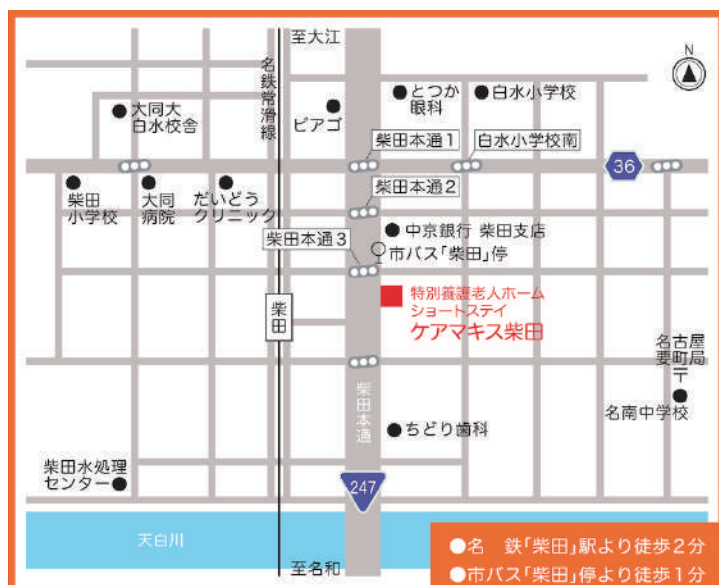 至大江
N
名鉄常滑線
大同大
白水校舎
ピアゴ
とつか
眼科
白水小学校
柴田本通1
白水小学校南
36
柴田
小学校
大同
病院
だいどう
クリニック
柴田本通2
中京銀行 柴田支店
柴田本通3
市バス「柴田」停
特別養護老人ホーム
ショートステイ
ケアマキス柴田
柴田
名古屋
要町局
〒
名南中学校
柴田本通
ちどり歯科
柴田水処理
センター
247
天白川
至名和
●名 鉄「柴田」駅より徒歩2分
●市バス「柴田」停より徒歩1分